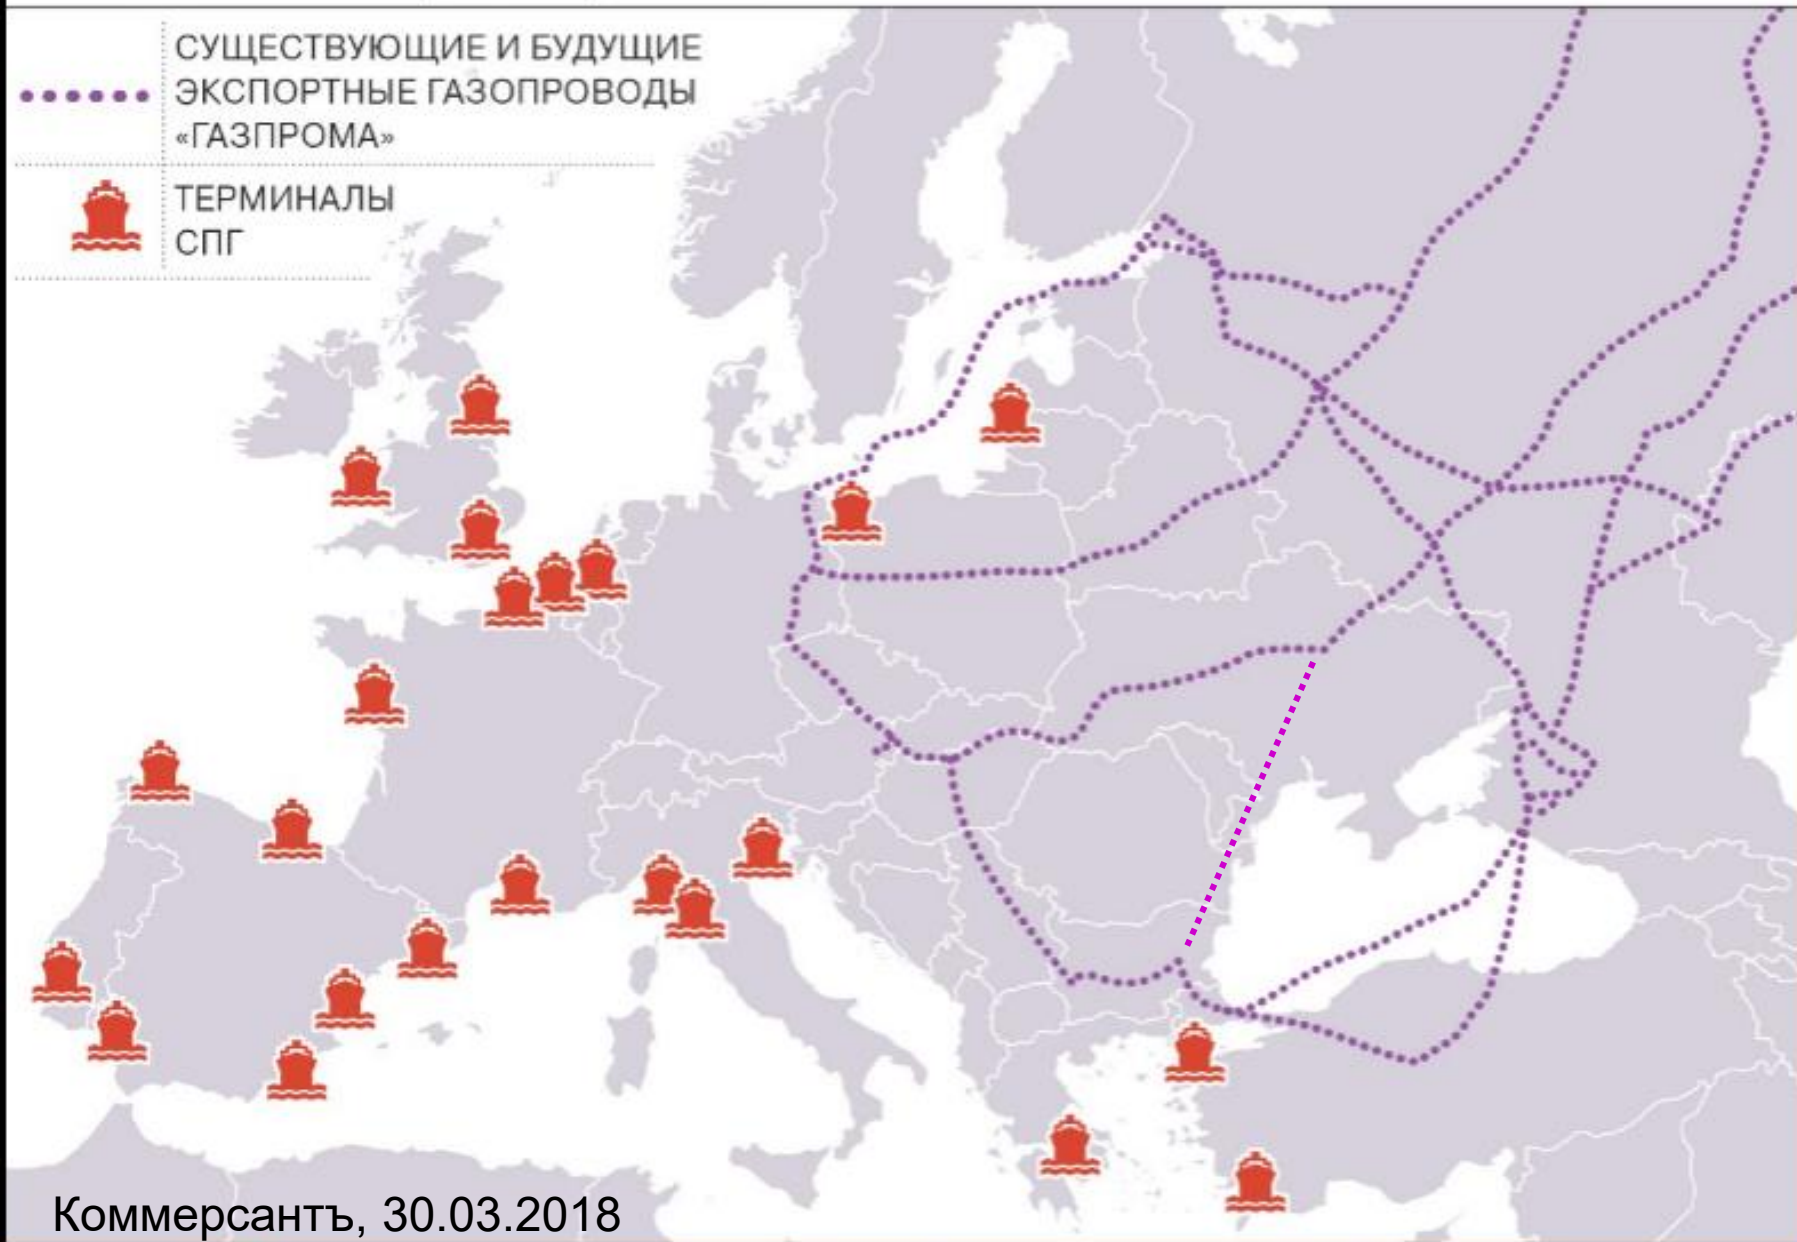 СУЩЕСТВУЮЩИЕ И БУДУЩИЕ
ЭКСПОРТНЫЕ ГАЗОПРОВОДЫ
«ГАЗПРОМА»
ТЕРМИНАЛЫ
СПГ
Коммерсантъ, 30.03.2018